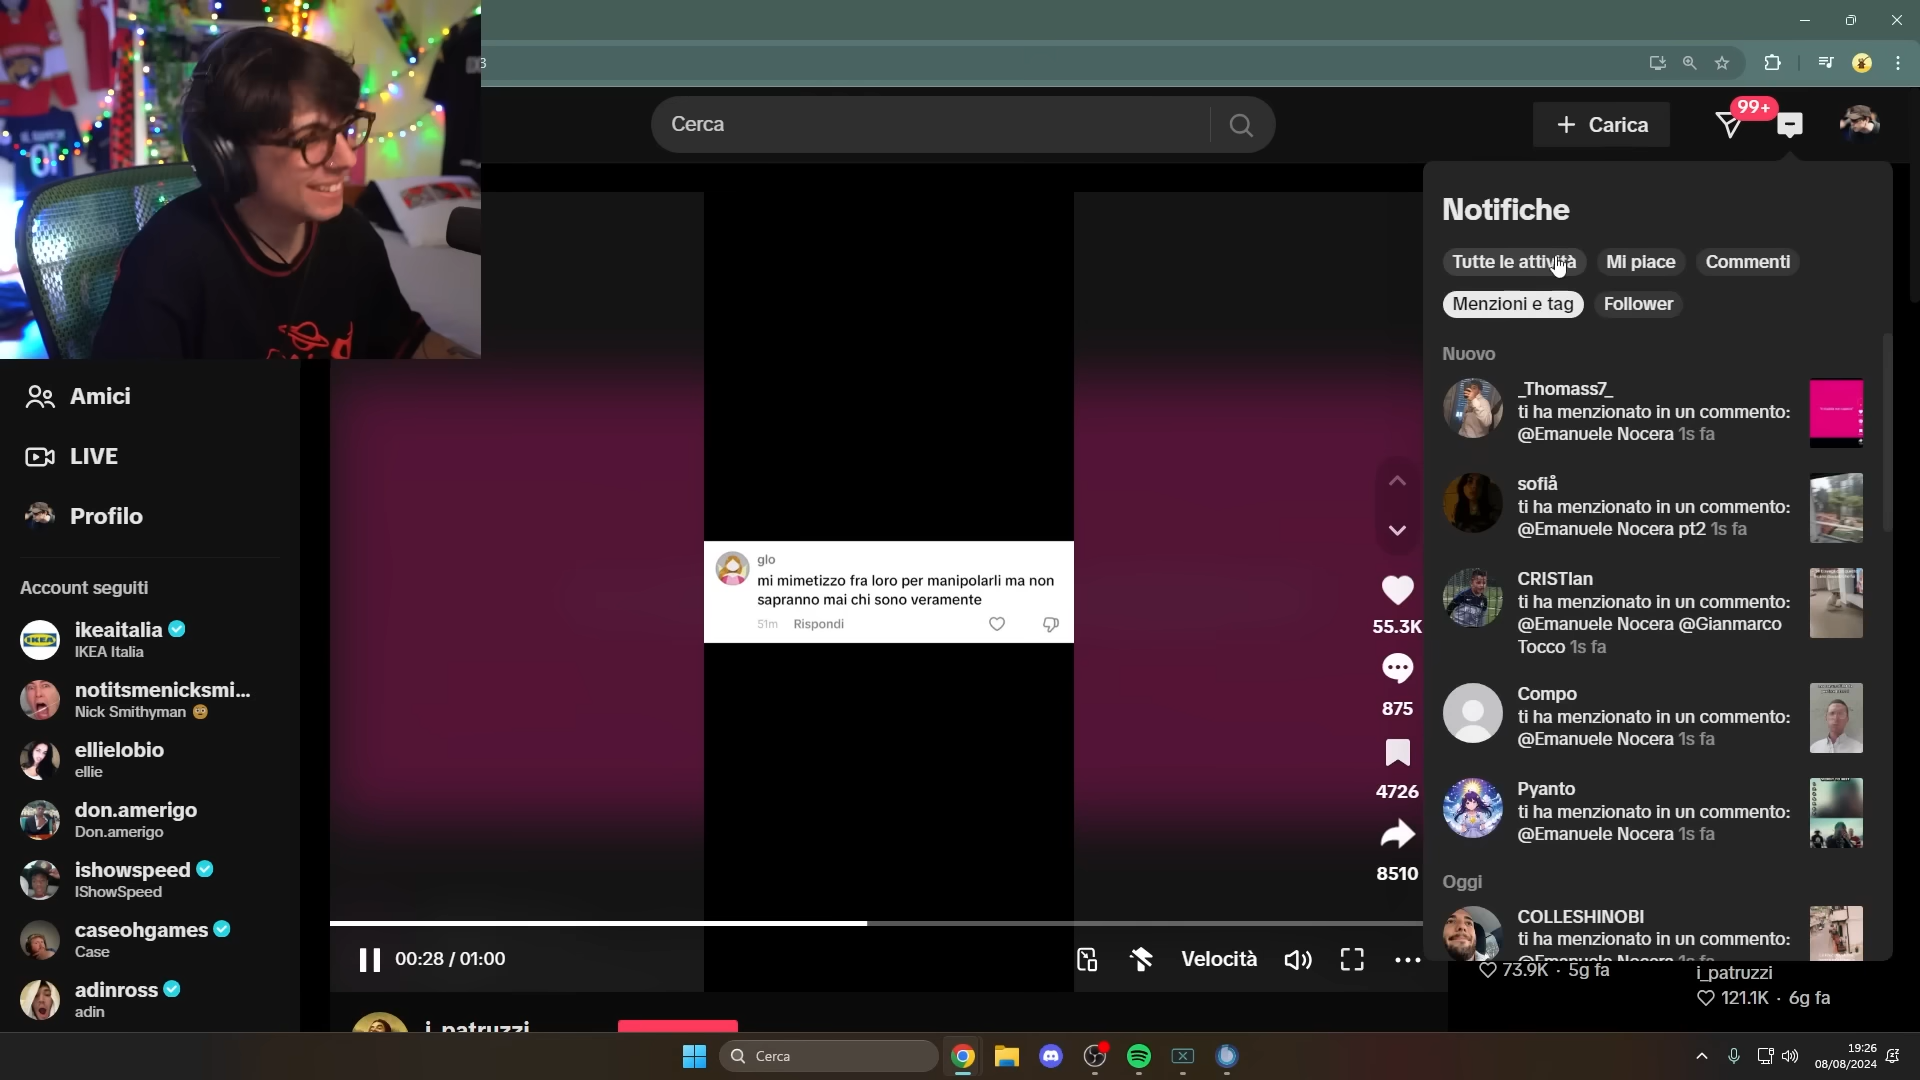 Cerca
Carica
99+
Notifiche
Tutte le attività
Mi piace
Commenti
Menzioni e tag
Follower
Nuovo
_Thomass7_
ti ha menzionato in un commento:
@Emanuele Nocera 1s fa
sofiå
ti ha menzionato in un commento:
@Emanuele Nocera pt2 1s fa
CRISTIan
ti ha menzionato in un commento:
@Emanuele Nocera @Gianmarco
Tocco 1s fa
Compo
ti ha menzionato in un commento:
@Emanuele Nocera 1s fa
Pyanto
ti ha menzionato in un commento:
@Emanuele Nocera 1s fa
Oggi
COLLESHINOBI
ti ha menzionato in un commento:
73.9K · 5g fa
i_patruzzi
121.1K · 6g fa
Amici
LIVE
Profilo
Account seguiti
ikeaitalia
IKEA Italia
notitsmenicksmi...
Nick Smithyman
ellielobio
ellie
don.amerigo
Don.amerigo
ishowspeed
IShowSpeed
caseohgames
Case
adinross
adin
glo
mi mimetizzo fra loro per manipolarli ma non
sapranno mai chi sono veramente
51m Rispondi
55.3K
875
4726
8510
00:28 / 01:00
Velocità
i_patruzzi
Cerca
19:26
08/08/2024